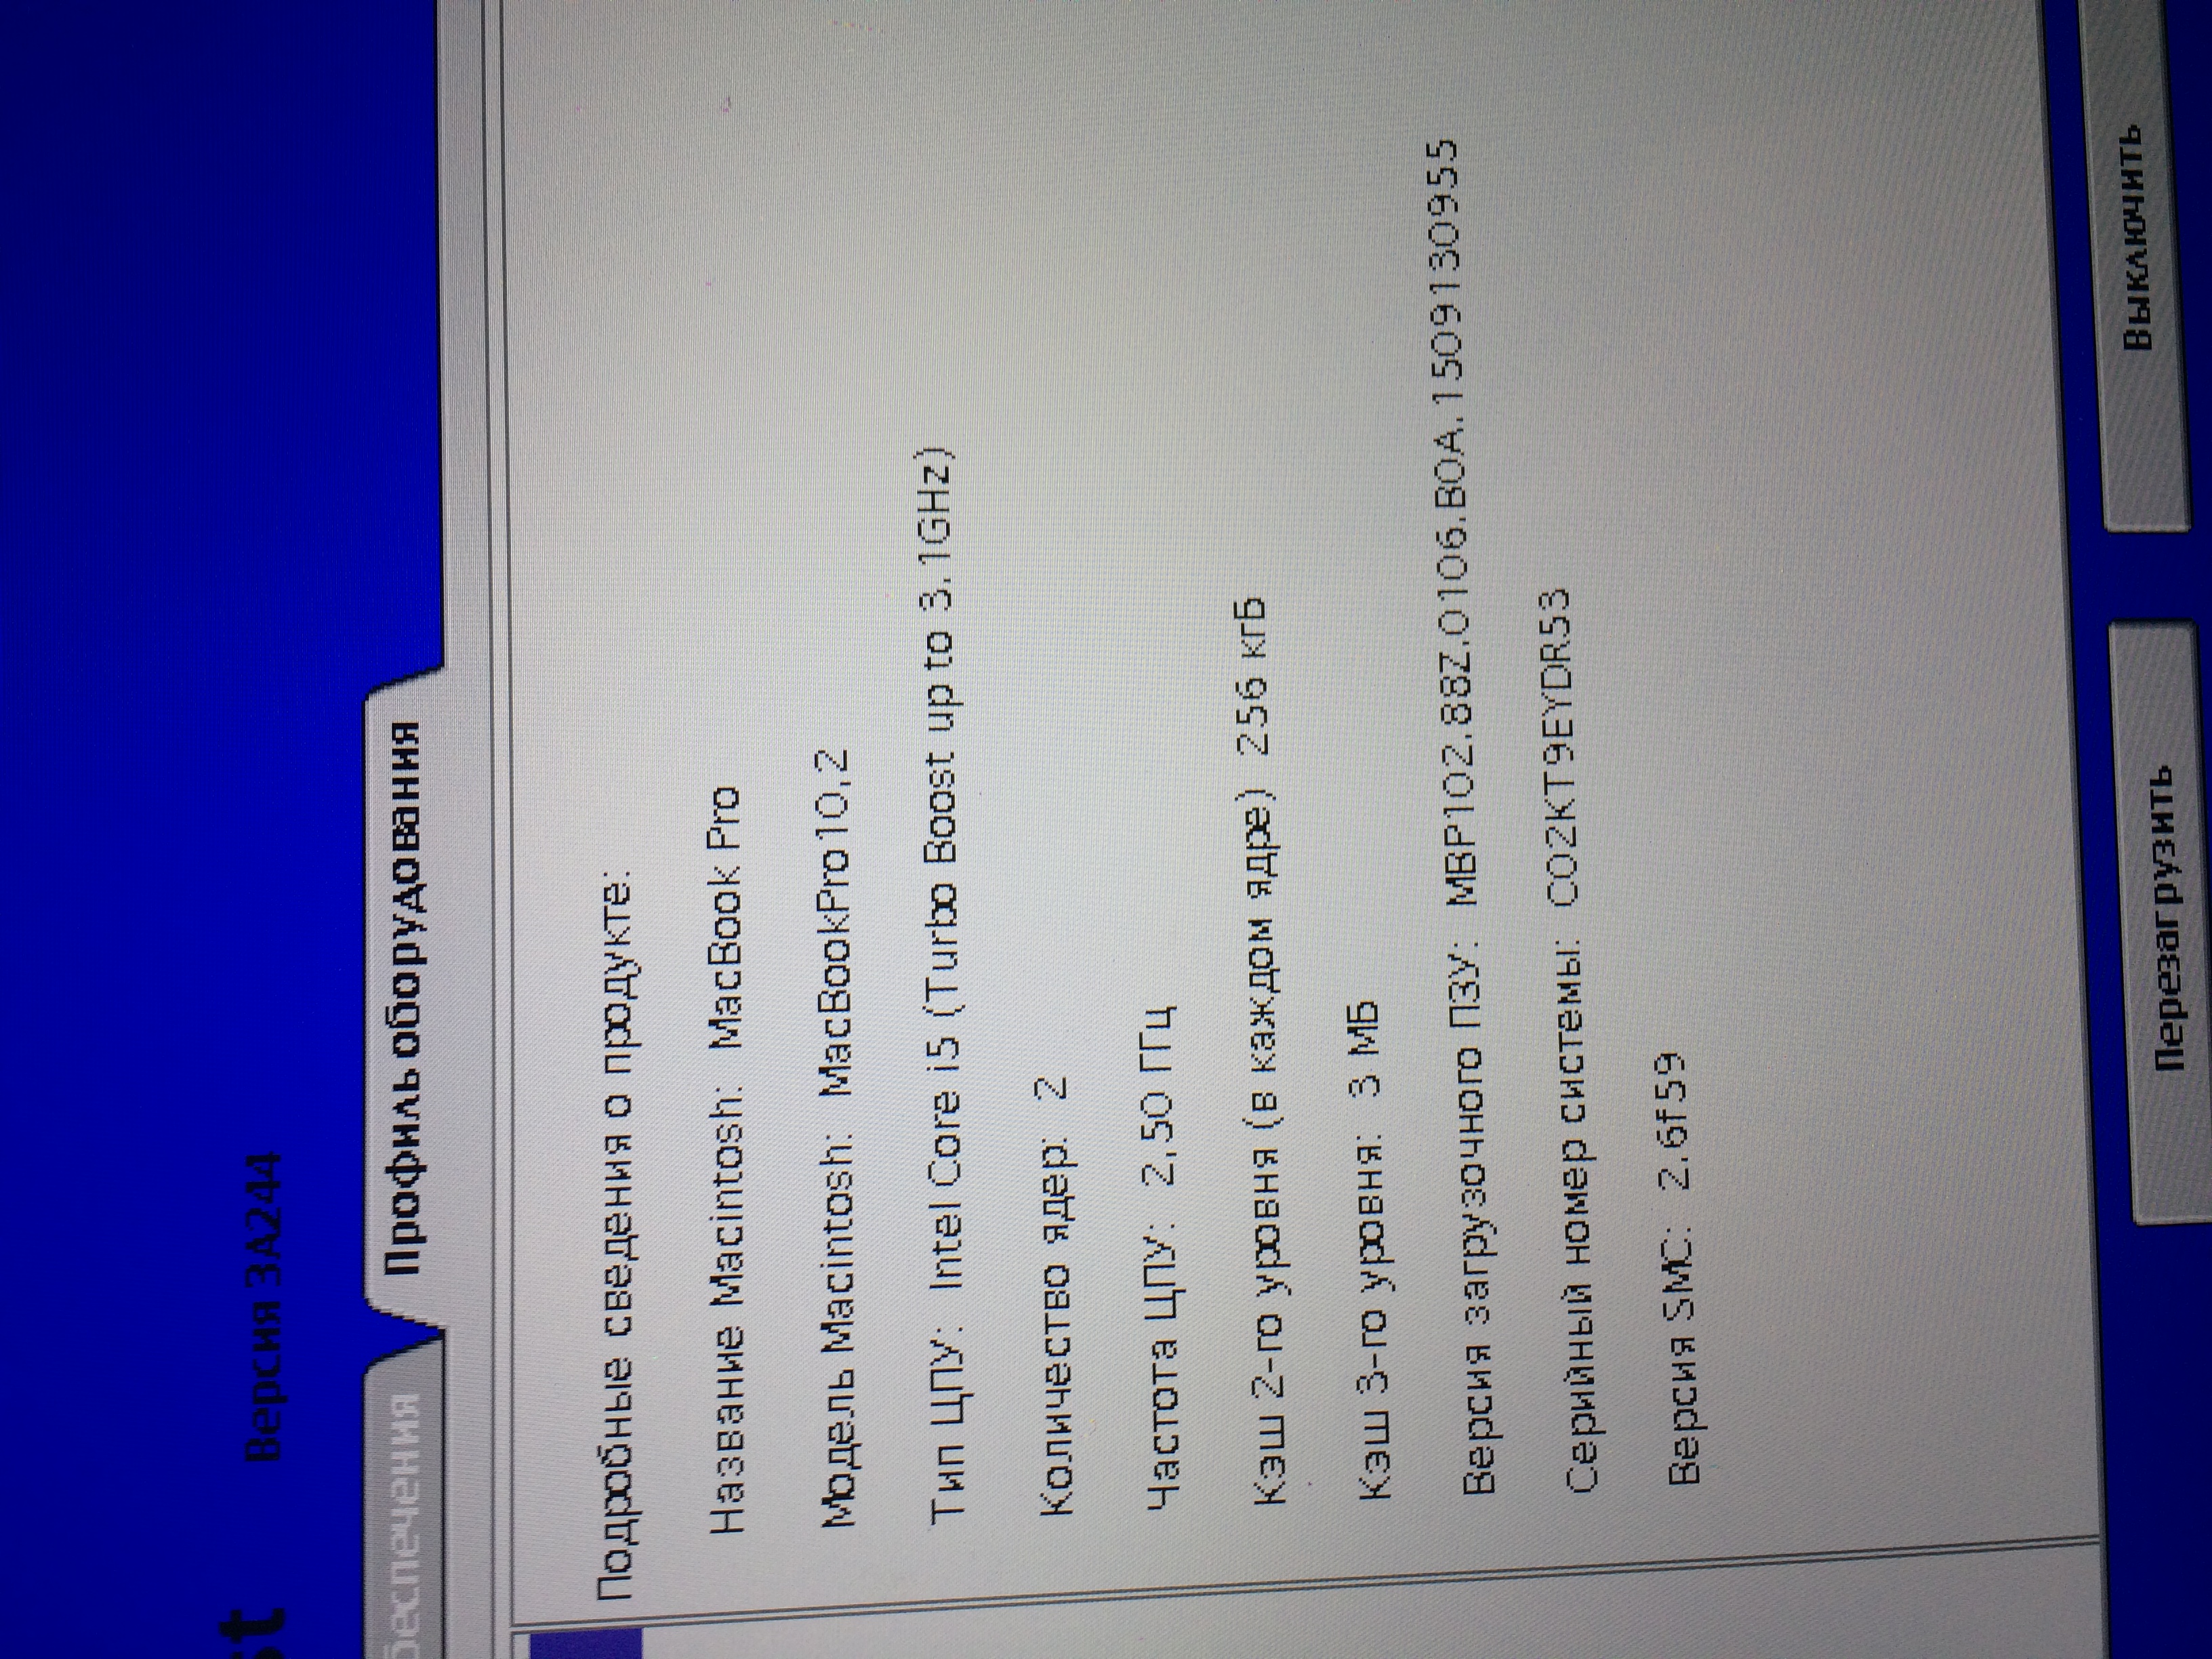 st Версия 3A244
беспечения Профиль оборудования
Подробные сведения о продукте:
Название Macintosh: MacBook Pro
Модель Macintosh: MacBookPro10,2
Тип ЦПУ: Intel Core i5 (Turbo Boost up to 3.1GHz)
Количество ядер: 2
Частота ЦПУ: 2,50 ГГц
Кэш 2-го уровня (в каждом ядре) 256 кгБ
Кэш 3-го уровня: 3 МБ
Версия загрузочного ПЗУ: MBP102.88Z.0106.B0A.1509130955
Серийный номер системы: C02KT9EYDR53
Версия SMC: 2.6f59
Перезагрузить Выключить